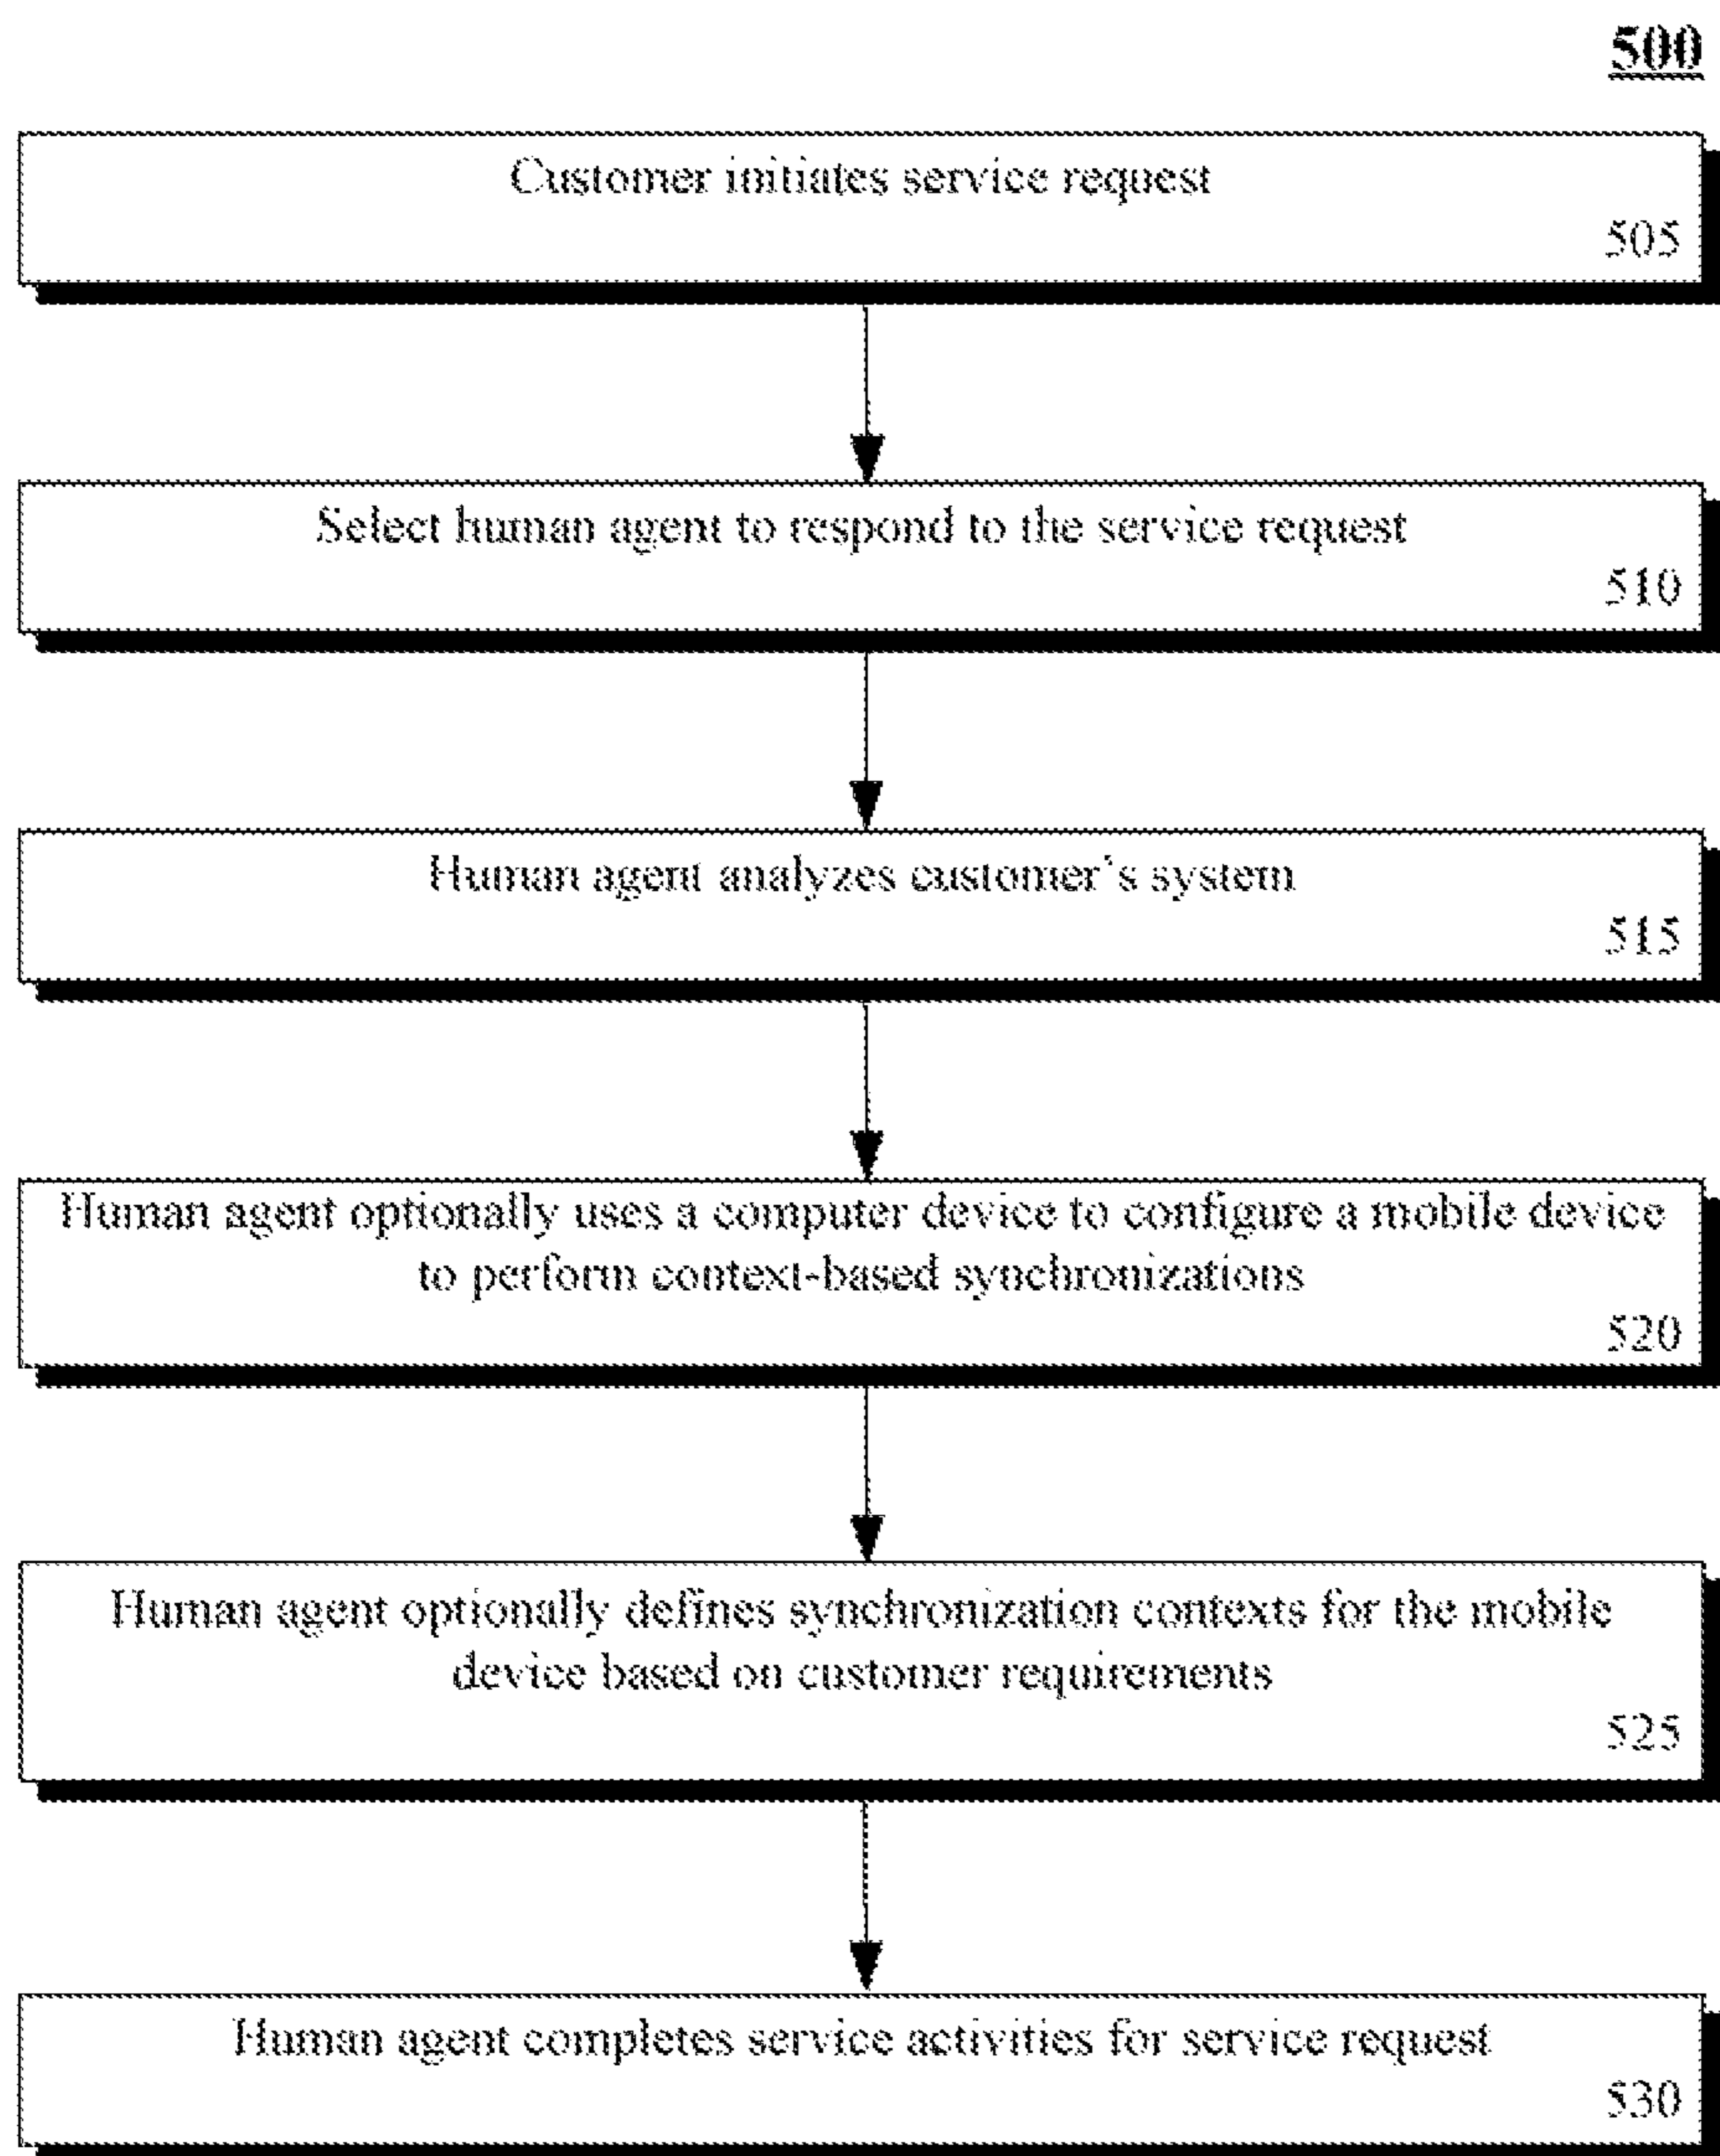 500
Customer initiates service request
505
Select human agent to respond to the service request
510
Human agent analyzes customer's system
515
Human agent optionally uses a computer device to configure a mobile device
to perform context-based synchronizations
520
Human agent optionally defines synchronization contexts for the mobile
device based on customer requirements
525
Human agent completes service activities for service request
530